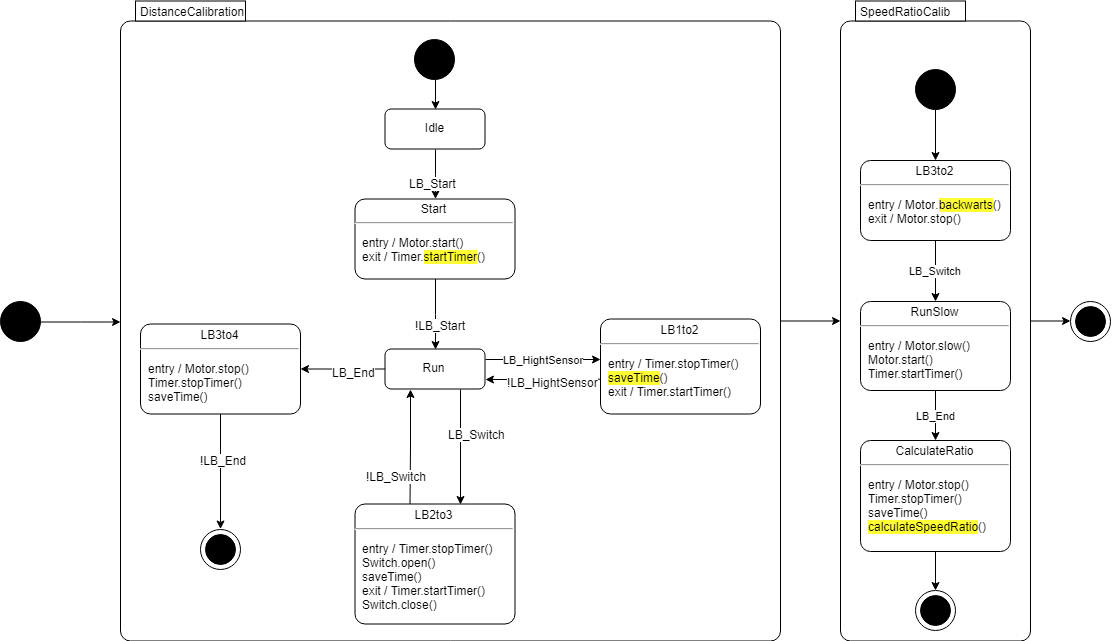 DistanceCalibration
Idle
LB_Start
Start
entry / Motor.start()
exit / Timer.startTimer()
!LB_Start
Run
LB_HightSensor
!LB_HightSensor
LB1to2
entry / Timer.stopTimer()
saveTime()
exit / Timer.startTimer()
LB_End
LB3to4
entry / Motor.stop()
Timer.stopTimer()
saveTime()
!LB_End
LB_Switch
!LB_Switch
LB2to3
entry / Timer.stopTimer()
Switch.open()
saveTime()
exit / Timer.startTimer()
Switch.close()
SpeedRatioCalib
LB3to2
entry / Motor.backwarts()
exit / Motor.stop()
LB_Switch
RunSlow
entry / Motor.slow()
Motor.start()
Timer.startTimer()
LB_End
CalculateRatio
entry / Motor.stop()
Timer.stopTimer()
saveTime()
calculateSpeedRatio()